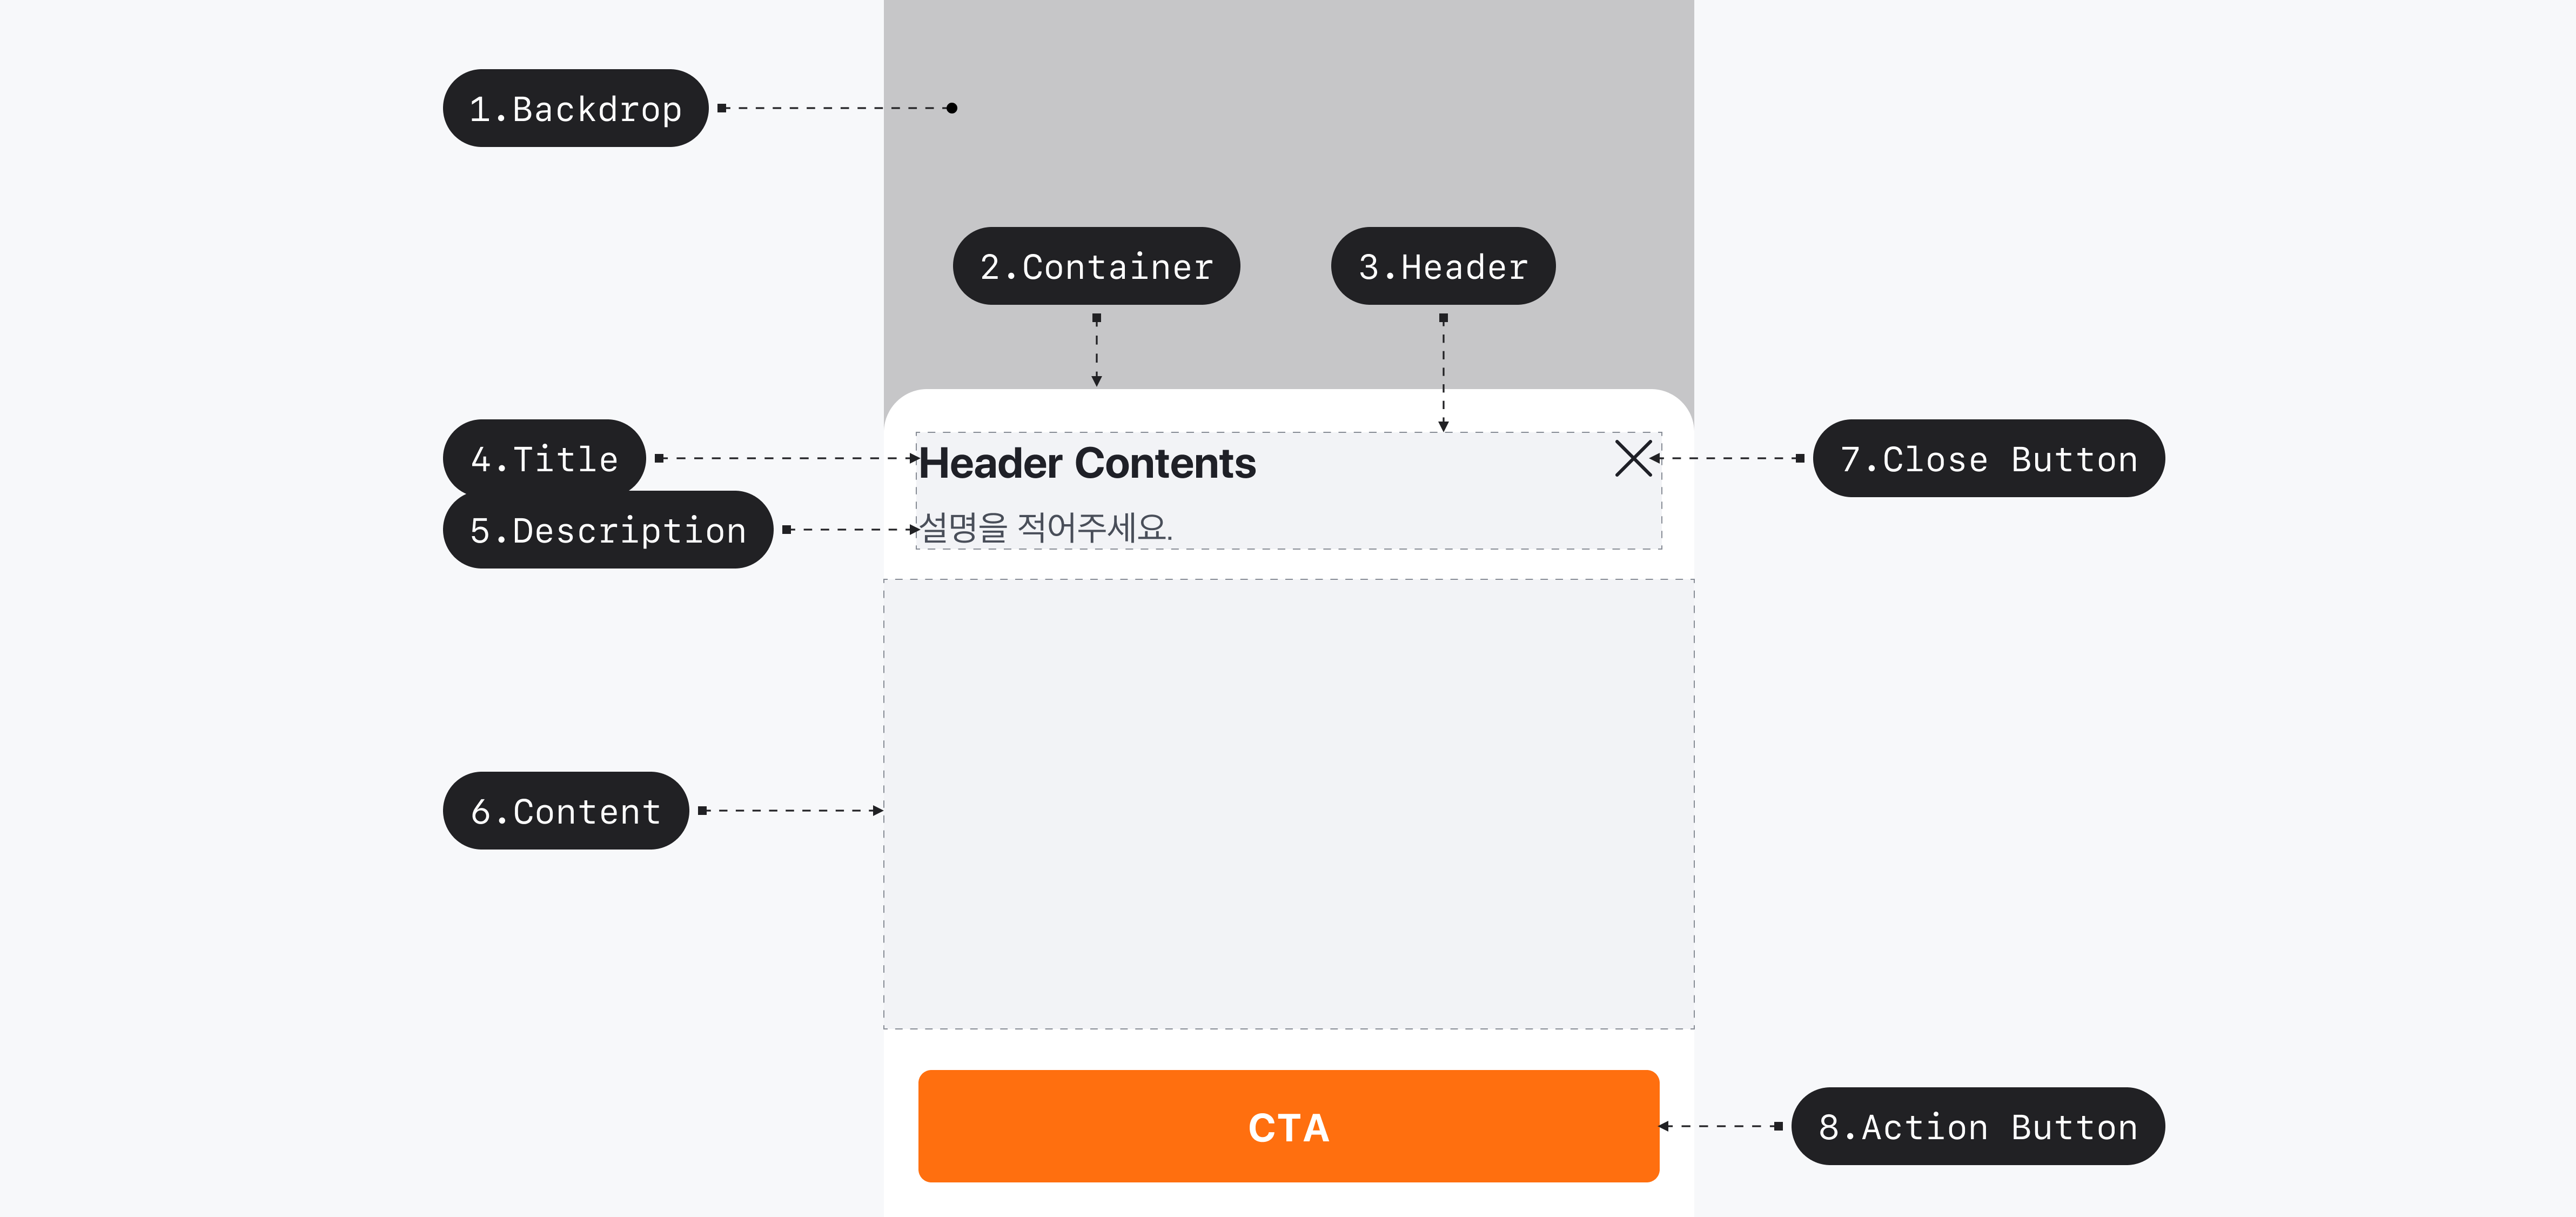 1.Backdrop
2.Container
3.Header
4.Title
Header Contents
7.Close Button
5.Description
설명을 적어주세요.
6.Content
CTA
8.Action Button